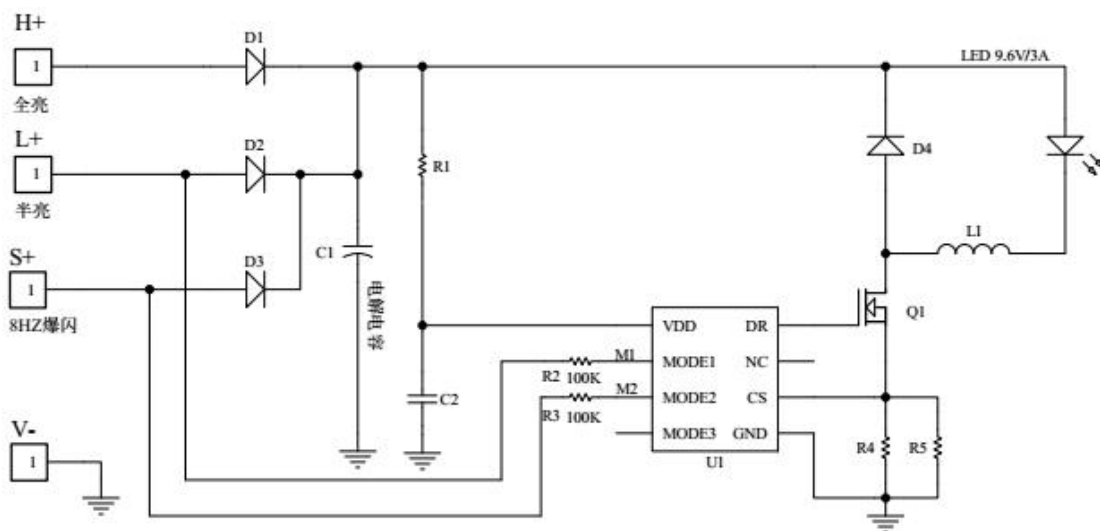 H+
1
全亮
D1
LED 9.6V/3A
L+
1
半亮
D2
R1
D4
S+
1
8HZ爆闪
D3
C1
电解电容
L1
Q1
VDD
DR
M1
MODE1
NC
R2
100K
M2
MODE2
CS
R3
100K
MODE3
GND
C2
R4
R5
U1
V-
1